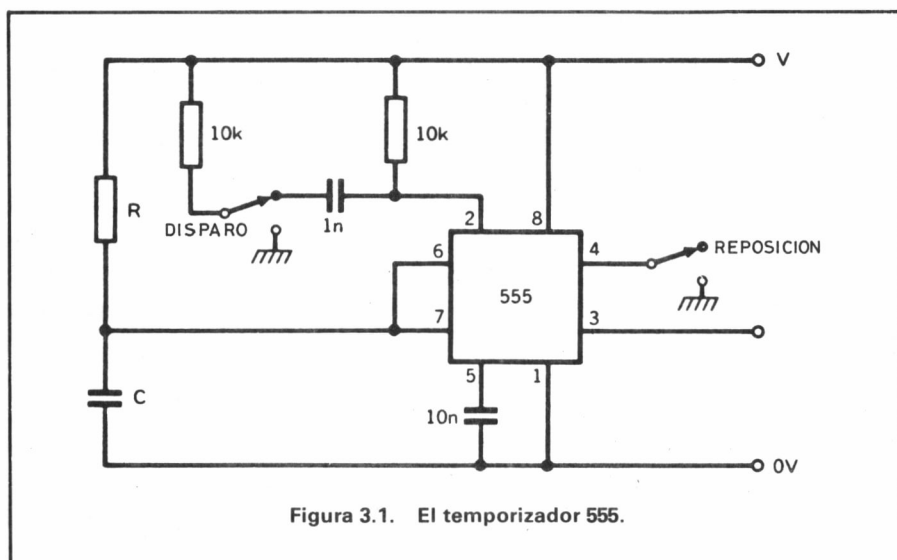 V
10k
10k
R
DISPARO
1n
2
8
6
4
REPOSICION
555
7
3
5
1
C
10n
0V
Figura 3.1. El temporizador 555.